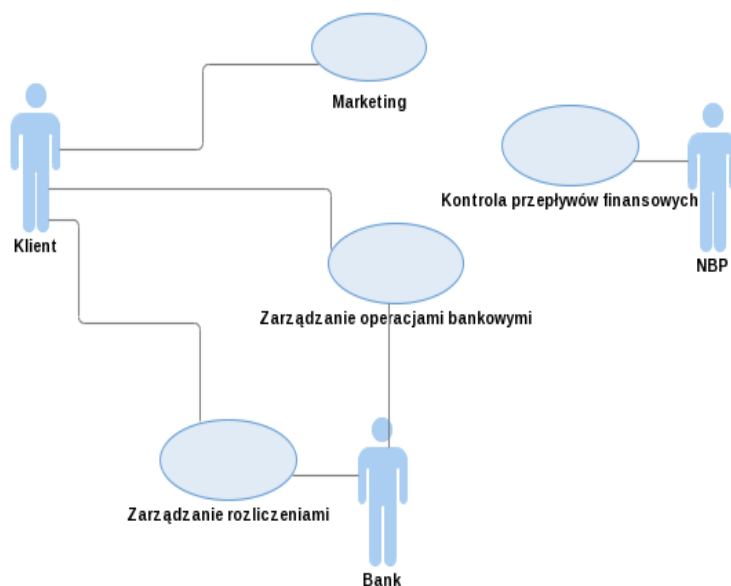 Marketing
Kontrola przepływów finansowych
Klient
NBP
Zarządzanie operacjami bankowymi
Zarządzanie rozliczeniami
Bank